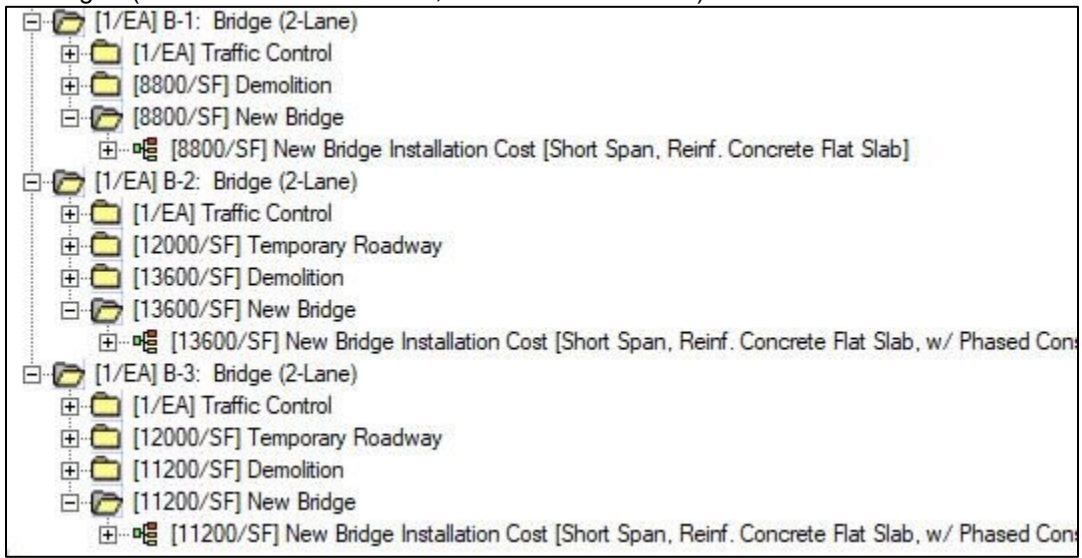 [1/EA] B-1: Bridge (2-Lane)
[1/EA] Traffic Control
[8800/SF] Demolition
[8800/SF] New Bridge
[8800/SF] New Bridge Installation Cost [Short Span, Reinf. Concrete Flat Slab]
[1/EA] B-2: Bridge (2-Lane)
[1/EA] Traffic Control
[12000/SF] Temporary Roadway
[13600/SF] Demolition
[13600/SF] New Bridge
[13600/SF] New Bridge Installation Cost [Short Span, Reinf. Concrete Flat Slab, w/ Phased Cons
[1/EA] B-3: Bridge (2-Lane)
[1/EA] Traffic Control
[12000/SF] Temporary Roadway
[11200/SF] Demolition
[11200/SF] New Bridge
[11200/SF] New Bridge Installation Cost [Short Span, Reinf. Concrete Flat Slab, w/ Phased Cons